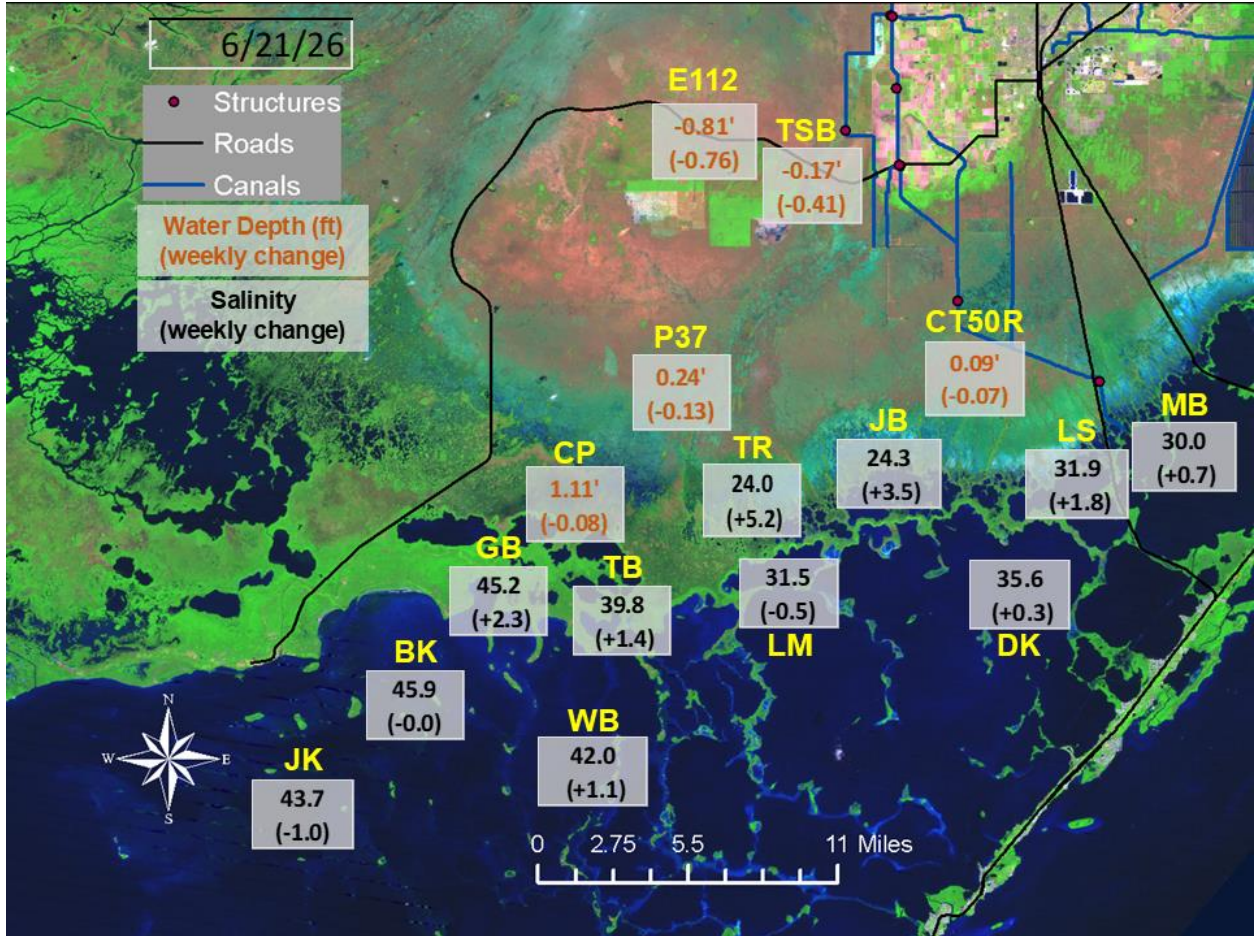 6/21/26
Structures
Roads
Canals
Water Depth (ft)
(weekly change)
Salinity
(weekly change)
E112
-0.81'
(-0.76)
TSB
-0.17'
(-0.41)
P37
0.24'
(-0.13)
CT50R
0.09'
(-0.07)
CP
1.11'
(-0.08)
TR
24.0
(+5.2)
JB
24.3
(+3.5)
LS
31.9
(+1.8)
MB
30.0
(+0.7)
GB
45.2
(+2.3)
TB
39.8
(+1.4)
31.5
(-0.5)
LM
35.6
(+0.3)
DK
BK
45.9
(-0.0)
WB
42.0
(+1.1)
JK
43.7
(-1.0)
N
W
E
S
0 2.75 5.5 11 Miles